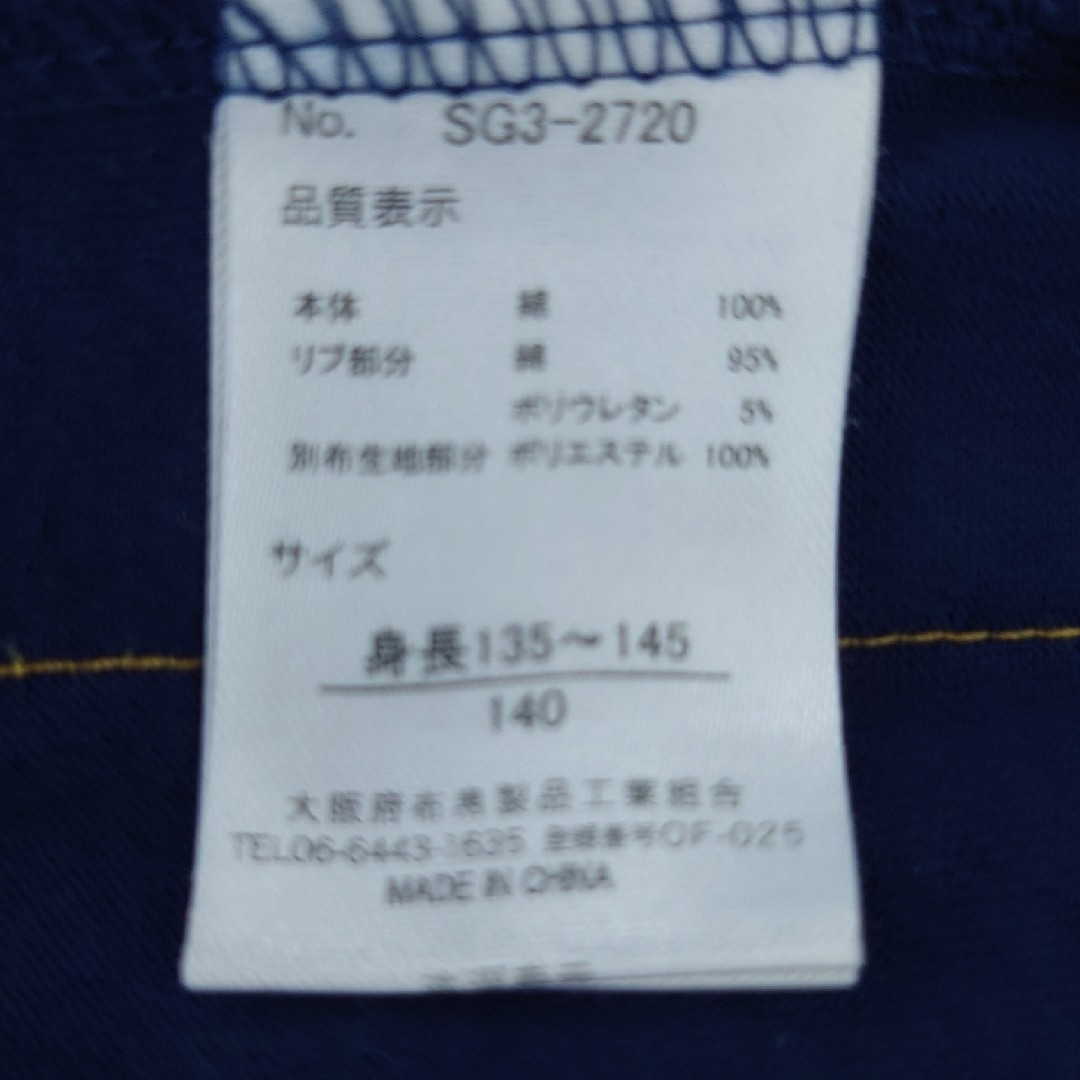 No. SG3-2720
品質表示
本体 綿 100%
リブ部分 綿 95%
ポリウレタン 5%
別布生地部分 ポリエステル 100%
サイズ
身長135～145
140
大阪府布帛製品工業組合
TEL06-6443-1635 登録番号OF-025
MADE IN CHINA